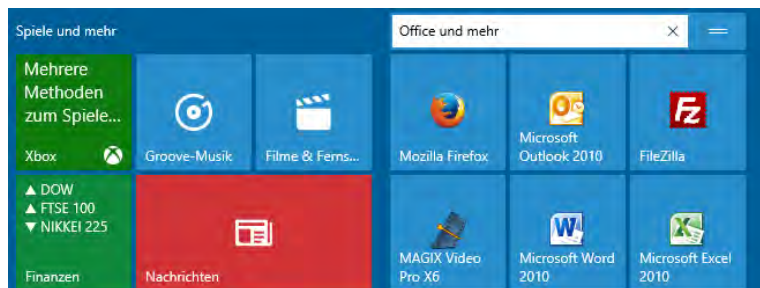 Spiele und mehr
Office und mehr
Mehrere
Methoden
zum Spiele...
Xbox
Groove-Musik
Filme & Ferns...
Mozilla Firefox
Microsoft
Outlook 2010
FileZilla
▲ DOW
▲ FTSE 100
▼ NIKKEI 225
Finanzen
Nachrichten
MAGIX Video
Pro X6
Microsoft Word
2010
Microsoft Excel
2010